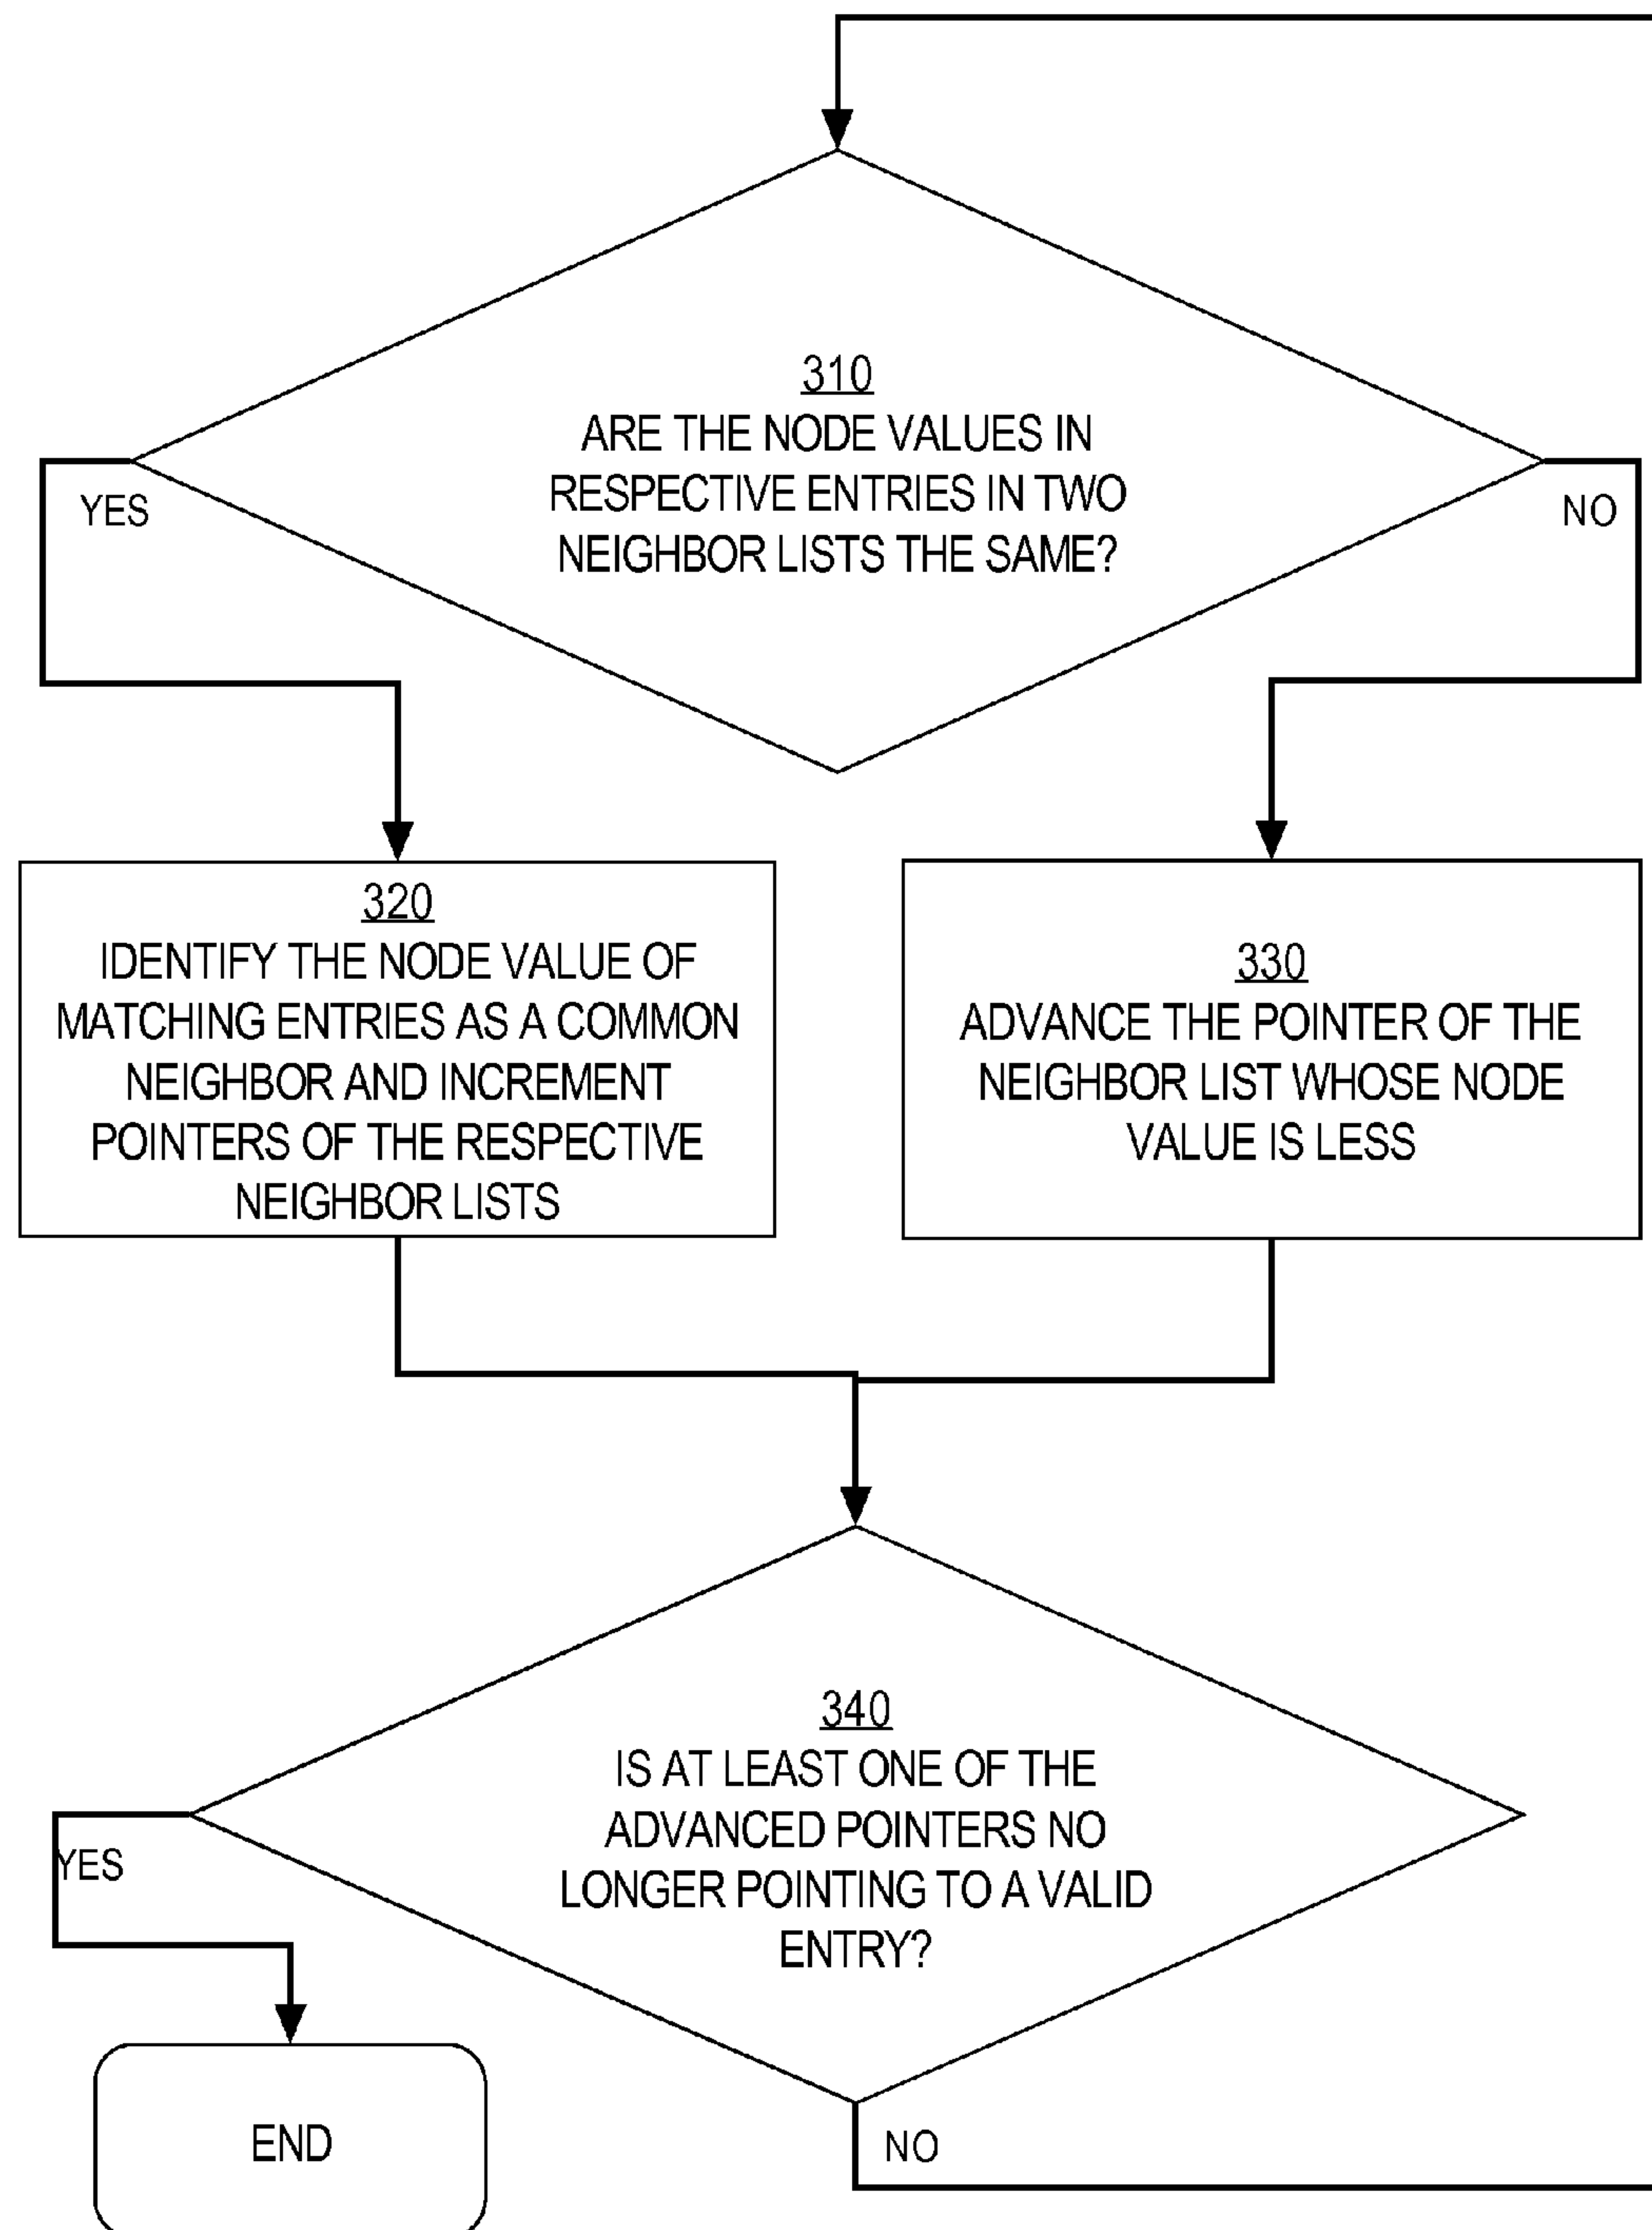 310
ARE THE NODE VALUES IN
RESPECTIVE ENTRIES IN TWO
NEIGHBOR LISTS THE SAME?
YES
NO
320
IDENTIFY THE NODE VALUE OF
MATCHING ENTRIES AS A COMMON
NEIGHBOR AND INCREMENT
POINTERS OF THE RESPECTIVE
NEIGHBOR LISTS
330
ADVANCE THE POINTER OF THE
NEIGHBOR LIST WHOSE NODE
VALUE IS LESS
340
IS AT LEAST ONE OF THE
ADVANCED POINTERS NO
LONGER POINTING TO A VALID
ENTRY?
YES
END
NO